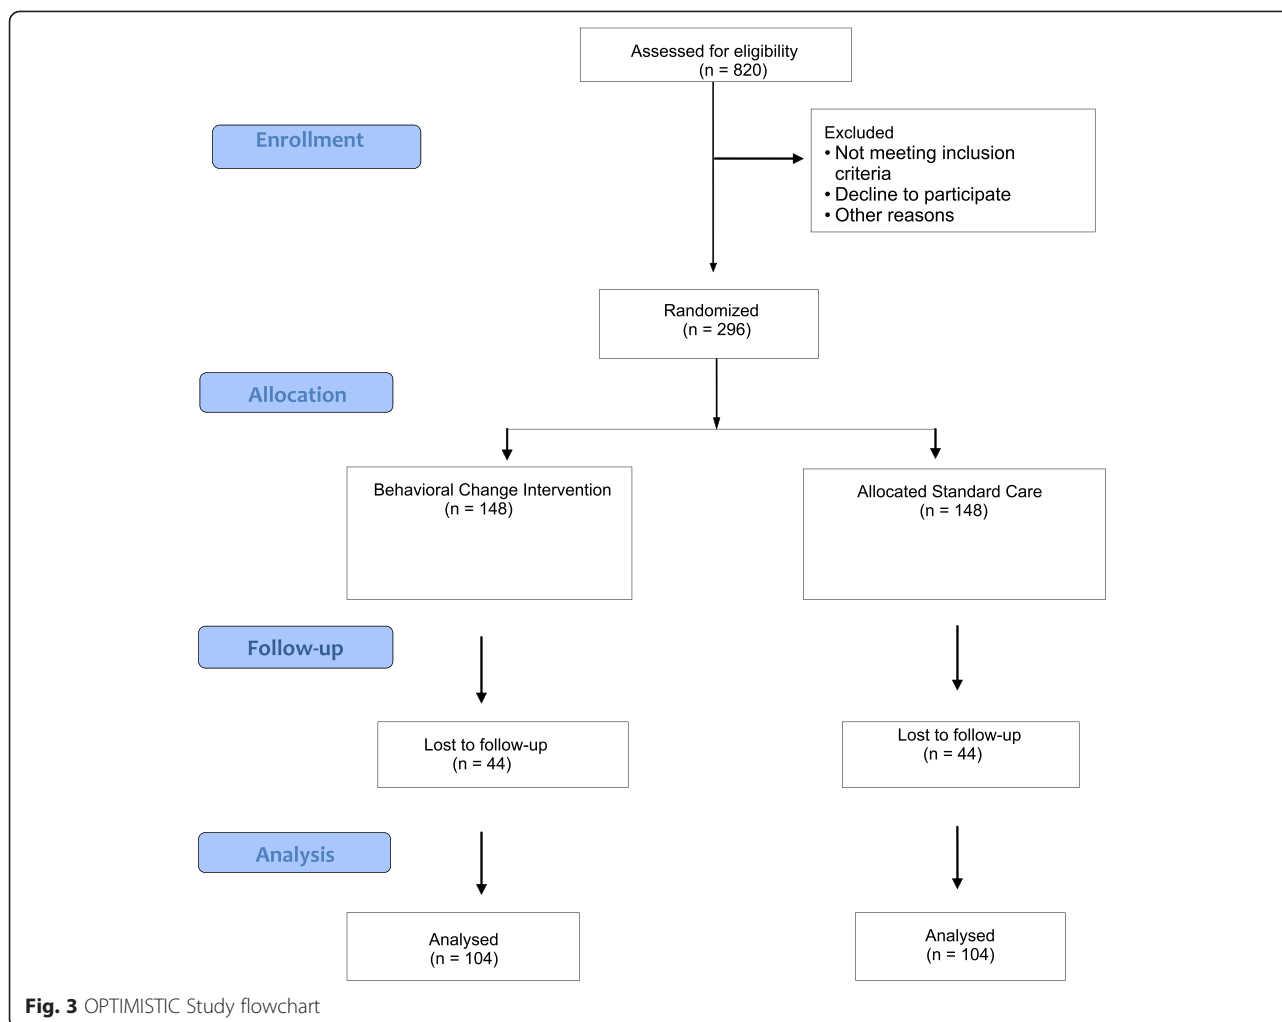 Assessed for eligibility
(n = 820)
Enrollment
Excluded
• Not meeting inclusion
criteria
• Decline to participate
• Other reasons
Randomized
(n = 296)
Allocation
Behavioral Change Intervention
(n = 148)
Allocated Standard Care
(n = 148)
Follow-up
Lost to follow-up
(n = 44)
Lost to follow-up
(n = 44)
Analysis
Analysed
(n = 104)
Analysed
(n = 104)
Fig. 3 OPTIMISTIC Study flowchart